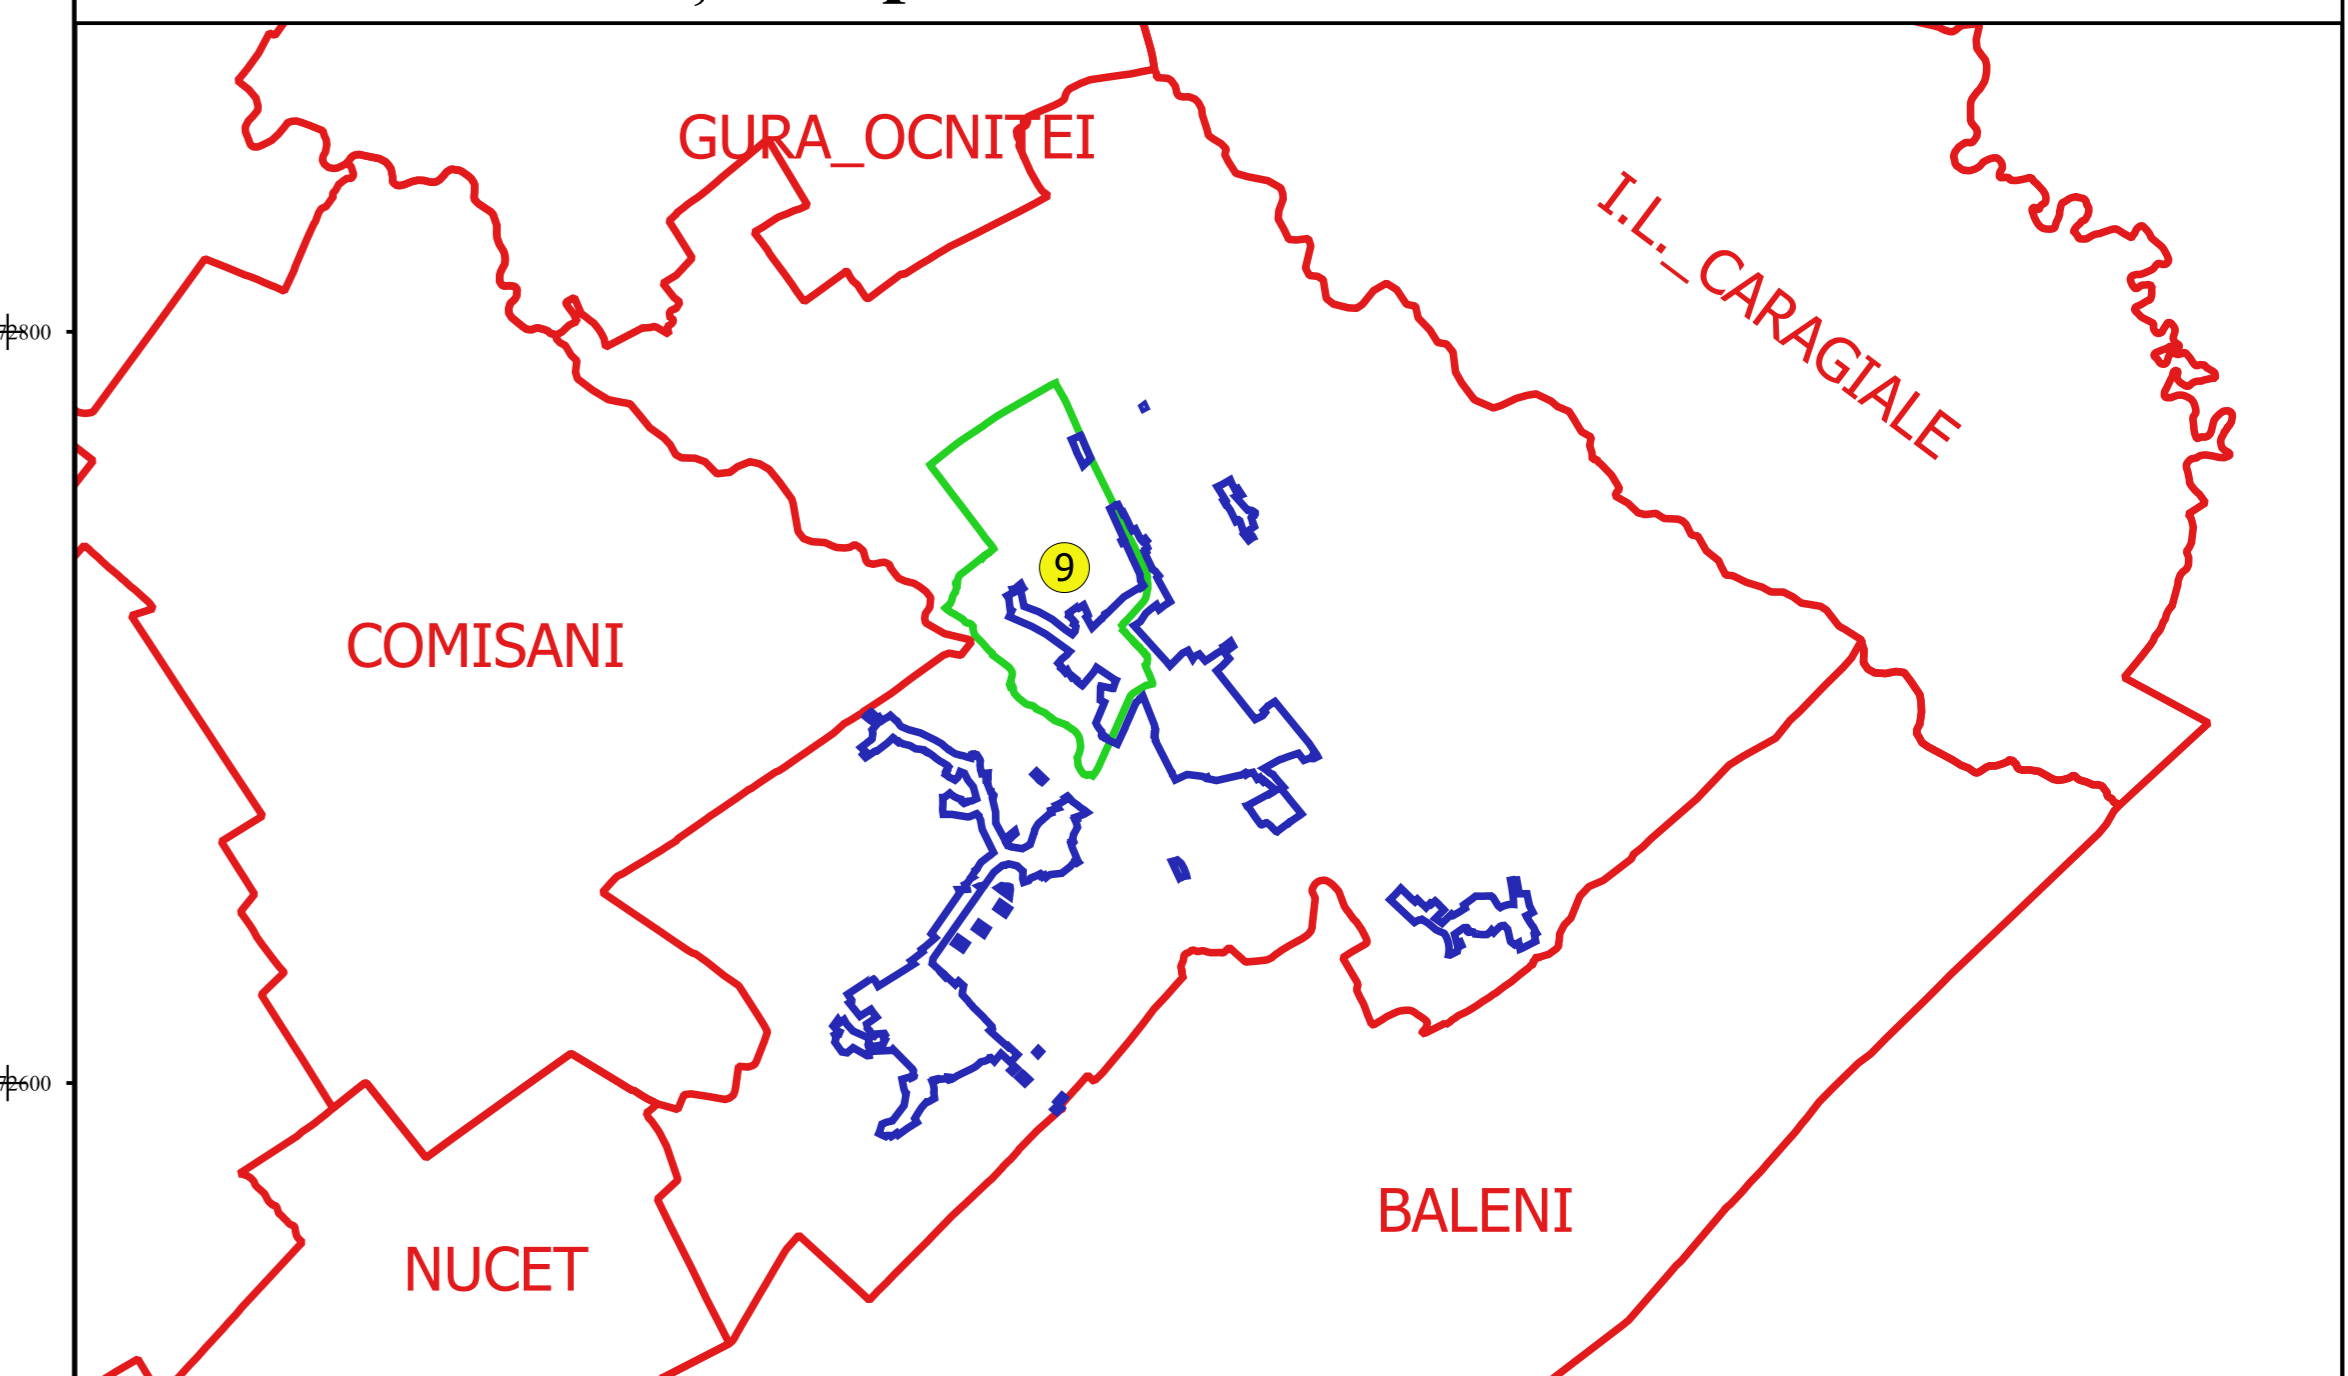 GURA_OCNITEI
I.L._CARAGIALE
9
COMISANI
BALENI
NUCET